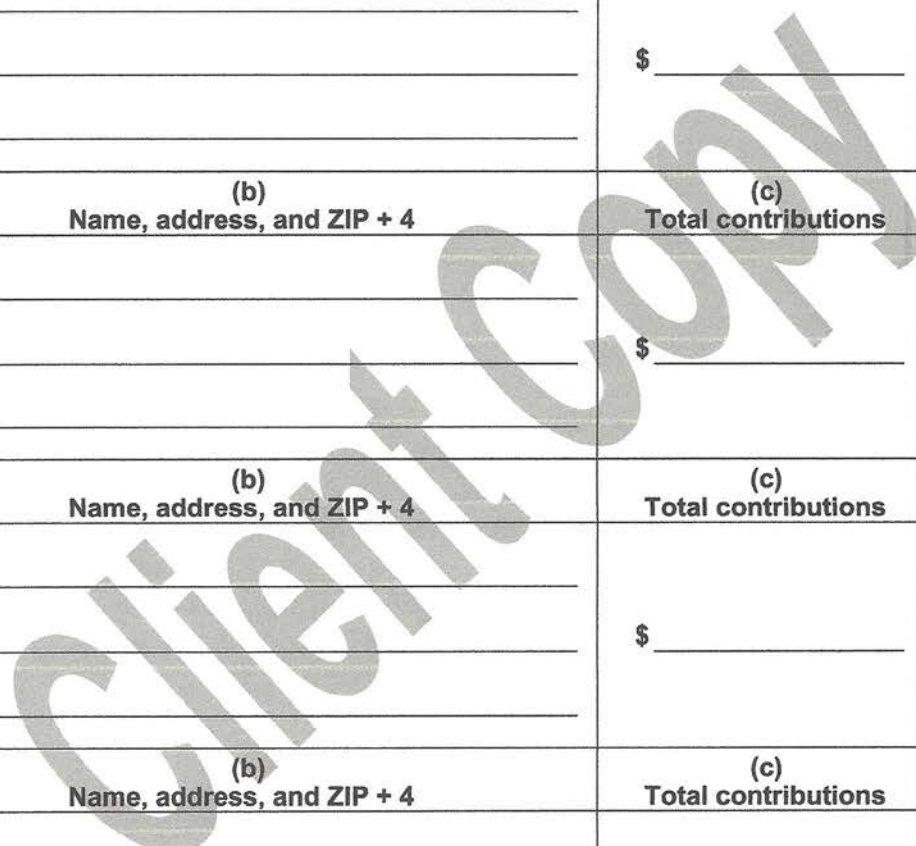 $
(b)
Name, address, and ZIP + 4
(c)
Total contributions
$
(b)
Name, address, and ZIP + 4
(c)
Total contributions
$
(b)
Name, address, and ZIP + 4
(c)
Total contributions
Client Copy